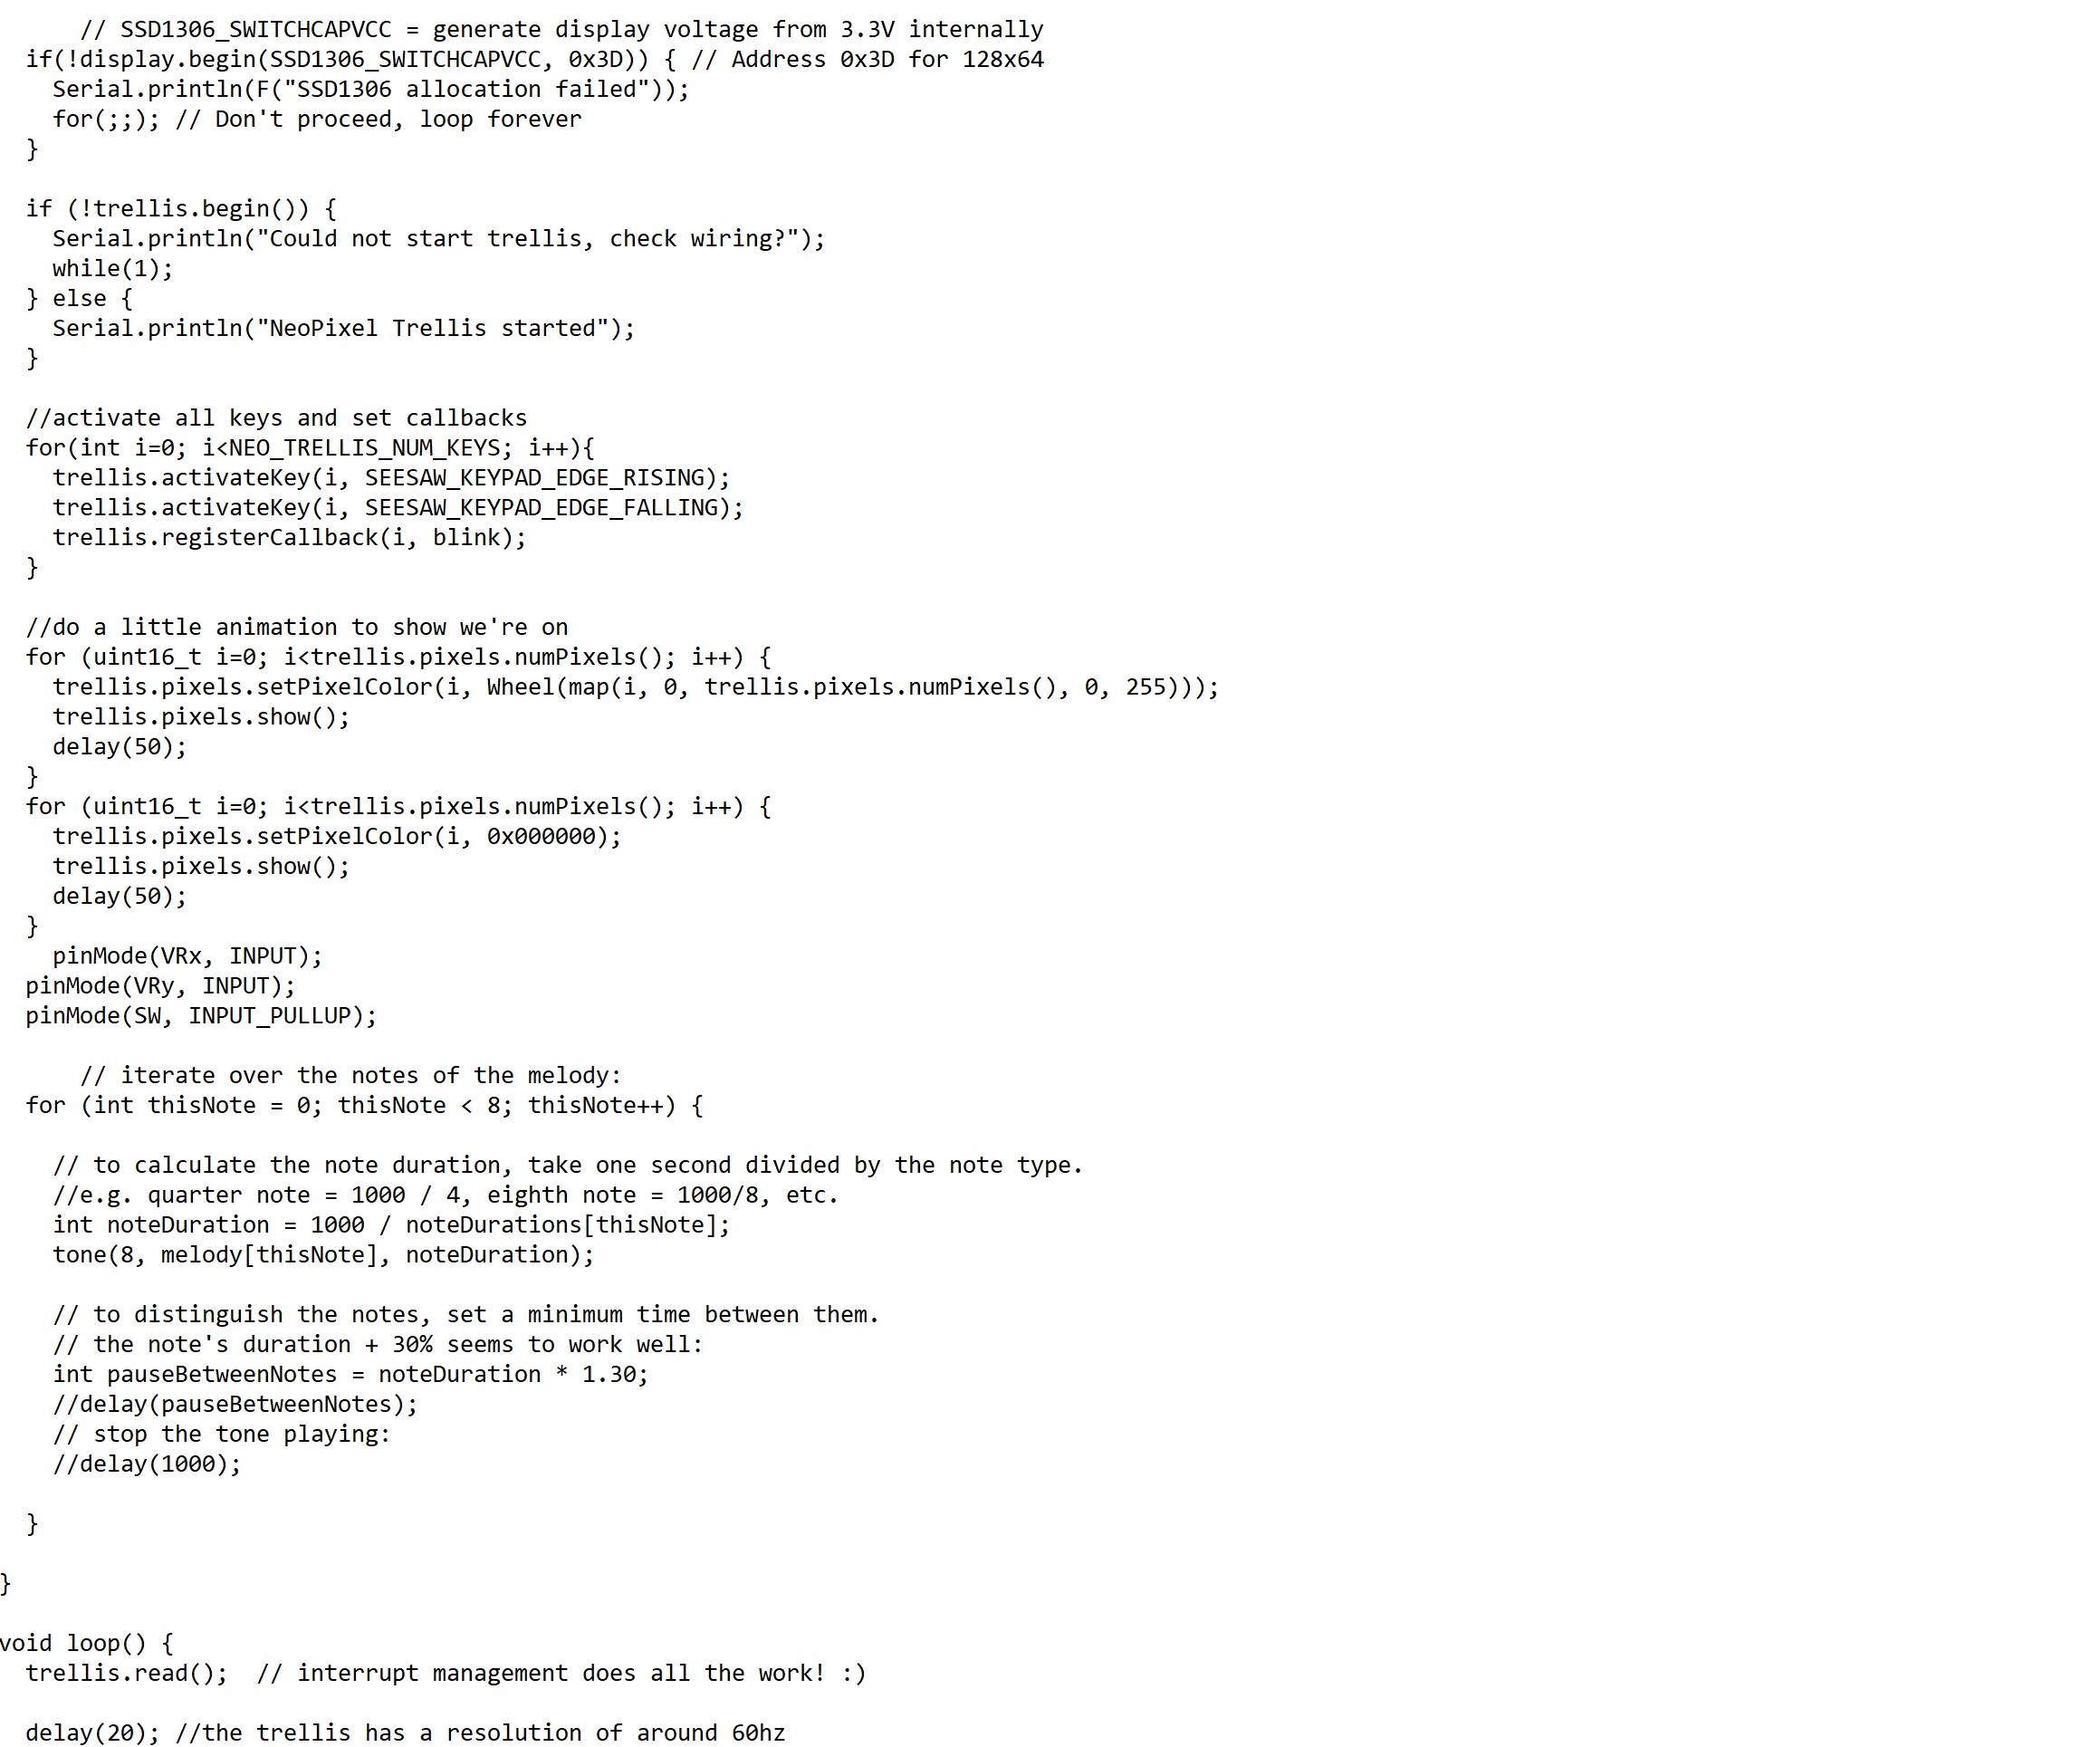 // SSD1306_SWITCHCAPVCC = generate display voltage from 3.3V internally
if(!display.begin(SSD1306_SWITCHCAPVCC, 0x3D)) { // Address 0x3D for 128x64
Serial.println(F("SSD1306 allocation failed"));
for(;;); // Don't proceed, loop forever
}
if (!trellis.begin()) {
Serial.println("Could not start trellis, check wiring?");
while(1);
} else {
Serial.println("NeoPixel Trellis started");
}
//activate all keys and set callbacks
for(int i=0; i<NEO_TRELLIS_NUM_KEYS; i++){
trellis.activateKey(i, SEESAW_KEYPAD_EDGE_RISING);
trellis.activateKey(i, SEESAW_KEYPAD_EDGE_FALLING);
trellis.registerCallback(i, blink);
}
//do a little animation to show we're on
for (uint16_t i=0; i<trellis.pixels.numPixels(); i++) {
trellis.pixels.setPixelColor(i, Wheel(map(i, 0, trellis.pixels.numPixels(), 0, 255)));
trellis.pixels.show();
delay(50);
}
for (uint16_t i=0; i<trellis.pixels.numPixels(); i++) {
trellis.pixels.setPixelColor(i, 0x000000);
trellis.pixels.show();
delay(50);
}
pinMode(VRx, INPUT);
pinMode(VRy, INPUT);
pinMode(SW, INPUT_PULLUP);
// iterate over the notes of the melody:
for (int thisNote = 0; thisNote < 8; thisNote++) {
// to calculate the note duration, take one second divided by the note type.
//e.g. quarter note = 1000 / 4, eighth note = 1000/8, etc.
int noteDuration = 1000 / noteDurations[thisNote];
tone(8, melody[thisNote], noteDuration);
// to distinguish the notes, set a minimum time between them.
// the note's duration + 30% seems to work well:
int pauseBetweenNotes = noteDuration * 1.30;
//delay(pauseBetweenNotes);
// stop the tone playing:
//delay(1000);
}
}
void loop() {
trellis.read();  // interrupt management does all the work! :)
delay(20); //the trellis has a resolution of around 60hz